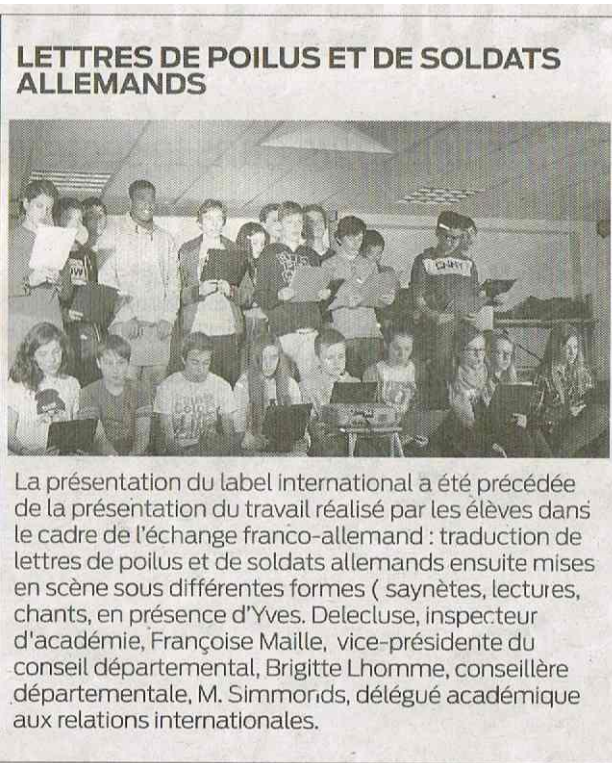 LETTRES DE POILUS ET DE SOLDATS
ALLEMANDS
La présentation du label international a été précédée
de la présentation du travail réalisé par les élèves dans
le cadre de l'échange franco-allemand : traduction de
lettres de poilus et de soldats allemands ensuite mises
en scène sous différentes formes ( saynètes, lectures,
chants, en présence d'Yves. Delecluse, inspecteur
d'académie, Françoise Maille, vice-présidente du
conseil départemental, Brigitte Lhomme, conseillère
départementale, M. Simmonds, délégué académique
aux relations internationales.